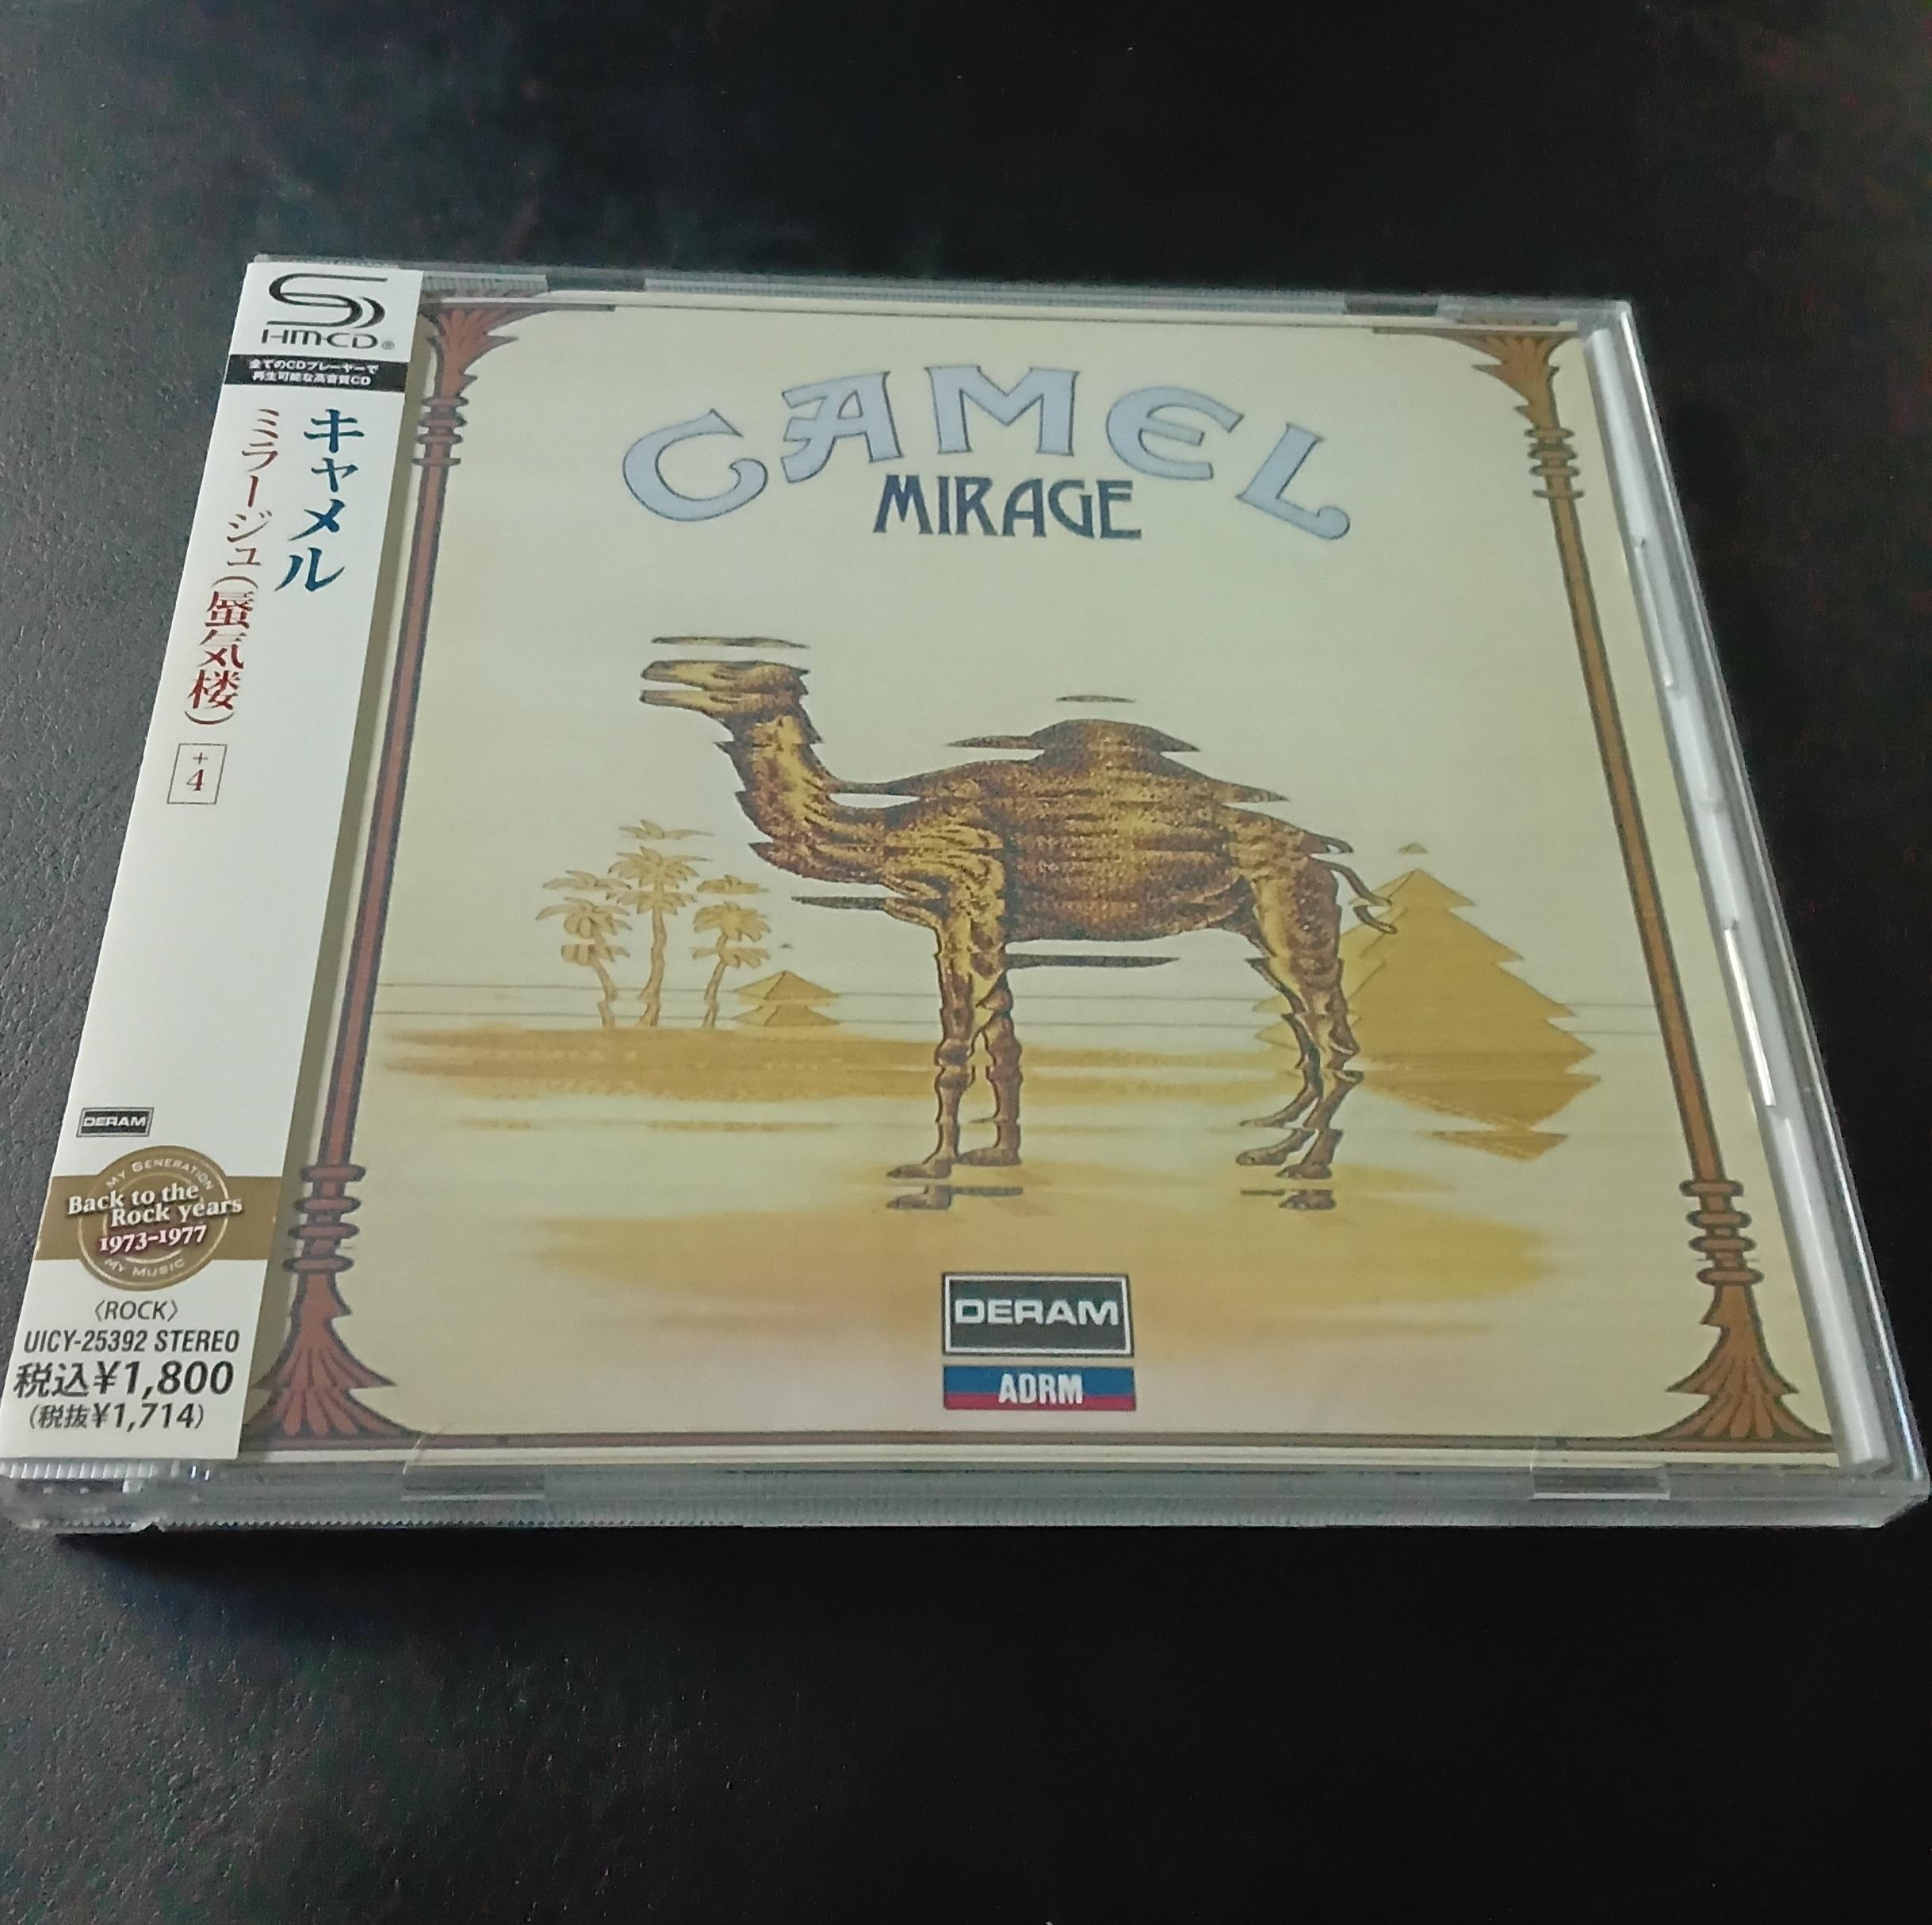 SHM-CD®
全てのCDプレーヤーで
再生可能な高音質CD
キャメル
ミラージュ(蜃気楼)
+4
DERAM
MY GENERATION
Back to the
Rock years
1973-1977
MY MUSIC
〈ROCK〉
UICY-25392 STEREO
税込¥1,800
(税抜¥1,714)
CAMEL
MIRAGE
DERAM
ADRM